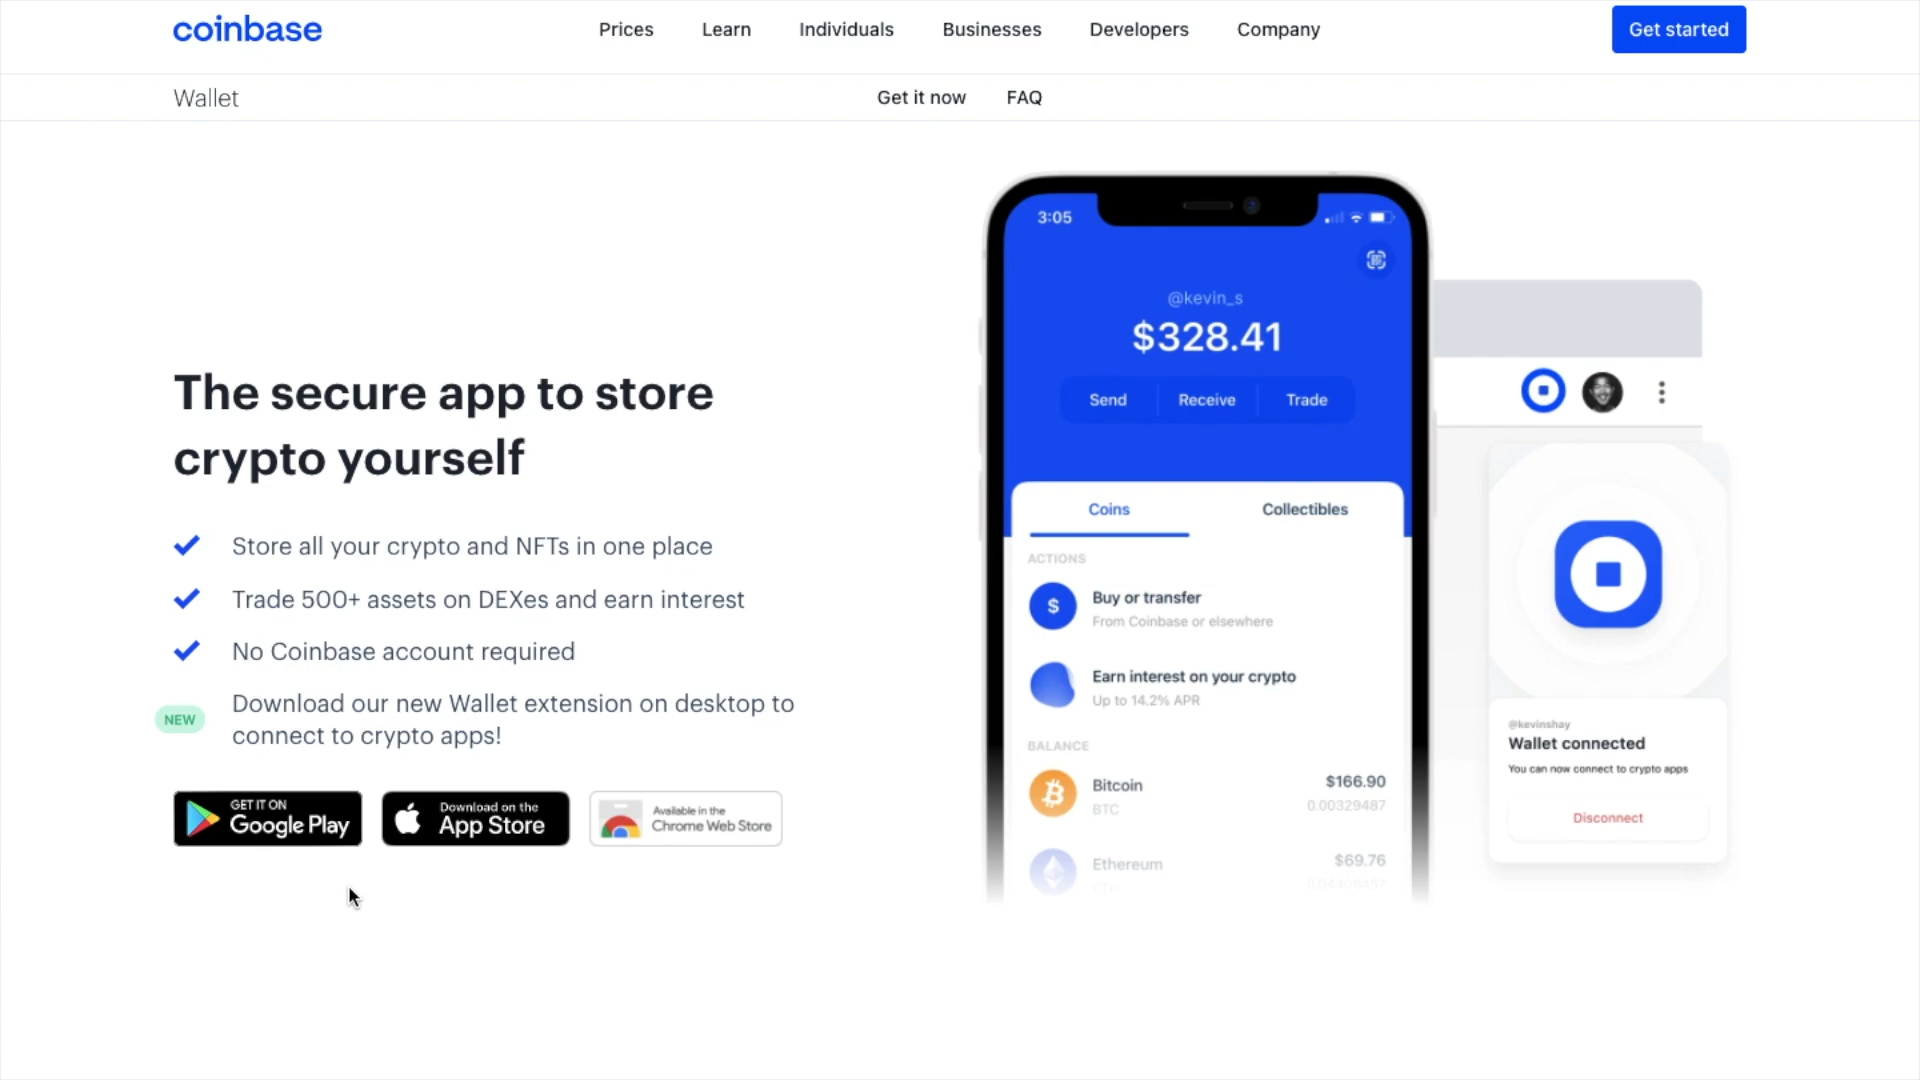 coinbase
Prices
Learn
Individuals
Businesses
Developers
Company
Get started
Wallet
Get it now
FAQ
The secure app to store
crypto yourself
Store all your crypto and NFTs in one place
Trade 500+ assets on DEXes and earn interest
No Coinbase account required
NEW
Download our new Wallet extension on desktop to
connect to crypto apps!
GET IT ON
Google Play
Download on the
App Store
Available in the
Chrome Web Store
3:05
@kevin_s
$328.41
Send
Receive
Trade
Coins
Collectibles
ACTIONS
$
Buy or transfer
From Coinbase or elsewhere
Earn interest on your crypto
Up to 14.2% APR
BALANCE
Bitcoin
$166.90
BTC
0.00329487
Ethereum
$69.76
@kevinshay
Wallet connected
You can now connect to crypto apps
Disconnect